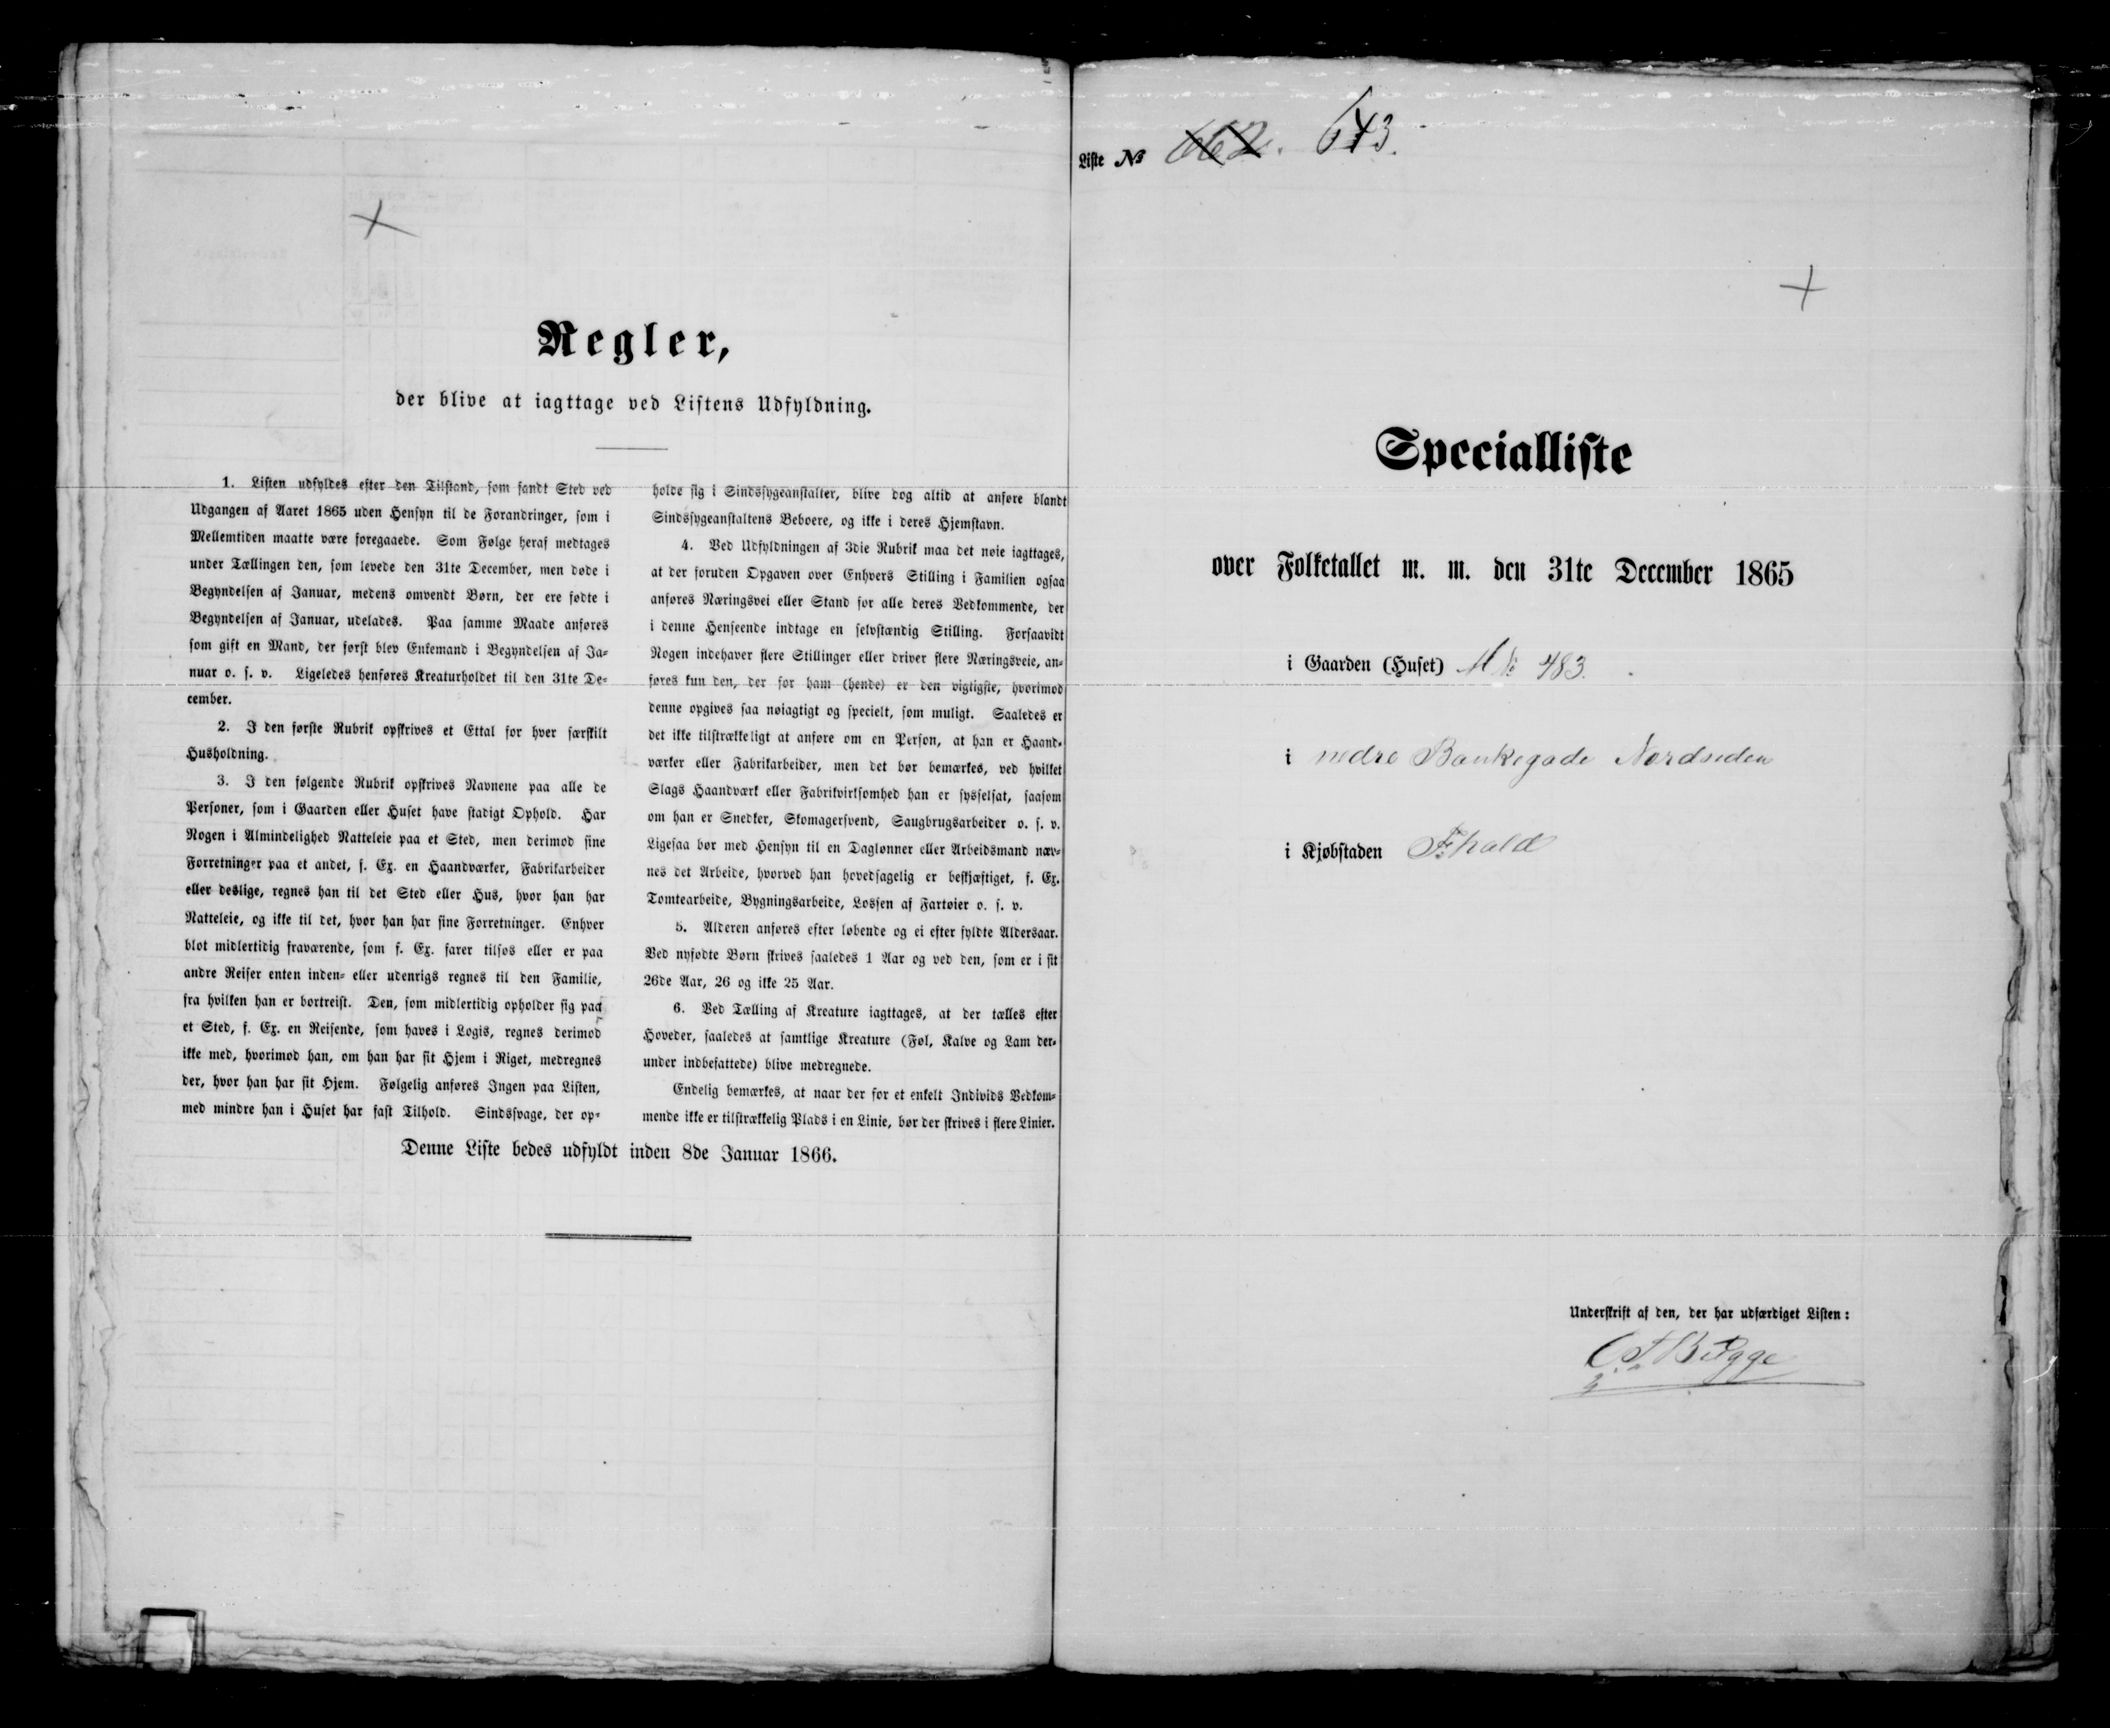 Regler,
der blive at iagttage ved Listens Udfyldning.
1. Listen udfyldes efter den Tilstand, som fandt Sted ved
Udgangen af Aaret 1865 uden Hensyn til de Forandringer, som i
Mellemtiden maatte være foregaaede. Som Følge heraf medtages
under Tællingen den, som levede den 31te December, men døde i
Begyndelsen af Januar, medens omvendt Børn, der ere fødte i
Begyndelsen af Januar, udelades. Paa samme Maade anføres
som gift en Mand, der først blev Enkemand i Begyndelsen af Ja-
nuar o. s. v. Ligeledes henføres Kreaturholdet til den 31te De-
cember.
2. I den første Rubrik opskrives et Ettal for hver særskilt
Husholdning.
3. I den følgende Rubrik opskrives Navnene paa alle de
Personer, som i Gaarden eller Huset have stadigt Ophold. Har
Nogen i Almindelighed Natteleie paa et Sted, men derimod sine
Forretninger paa et andet, f. Ex. en Haandværker, Fabrikarbeider
eller deslige, regnes han til det Sted eller Hus, hvor han har
Natteleie, og ikke til det, hvor han har sine Forretninger. Enhver
blot midlertidig fraværende, som f. Ex. farer tilsøs eller er paa
andre Reiser enten inden- eller udenrigs regnes til den Familie,
fra hvilken han er bortreist. Den, som midlertidig opholder sig paa
et Sted, f. Ex. en Reisende, som haves i Logis, regnes derimod
ikke med, hvorimod han, om han har sit Hjem i Riget, medregnes
der, hvor han har sit Hjem. Følgelig anføres Ingen paa Listen,
med mindre han i Huset har fast Tilhold. Sindssvage, der op-
holde sig i Sindssygeanstalter, blive dog altid at anføre blandt
Sindssygeanstaltens Beboere, og ikke i deres Hjemstavn.
4. Ved Udfyldningen af 3die Rubrik maa det nøie iagttages,
at der foruden Opgaven over Enhvers Stilling i Familien ogsaa
anføres Næringsvei eller Stand for alle deres Vedkommende, der
i denne Henseende indtage en selvstændig Stilling. Forsaavidt
Nogen indehaver flere Stillinger eller driver flere Næringsveie, an-
føres kun den, der for ham (hende) er den vigtigste, hvorimod
denne opgives saa nøiagtigt og specielt, som muligt. Saaledes er
det ikke tilstrækkeligt at anføre om en Person, at han er Haand-
værker eller Fabrikarbeider, men det bør bemærkes, ved hvilket
Slags Haandværk eller Fabrikvirksomhed han er sysselsat, saasom
om han er Snedker, Skomagersvend, Saugbrugsarbeider o. s. v.
Ligesaa bør med Hensyn til en Daglønner eller Arbeidsmand næv-
nes det Arbeide, hvorved han hovedsagelig er beskjæftiget, f. Ex.
Tomtearbeide, Bygningsarbeide, Lossen af Fartøier o. s. v.
5. Alderen anføres efter løbende og ei efter fyldte Aldersaar.
Ved nyfødte Børn skrives saaledes 1 Aar og ved den, som er i sit
26de Aar, 26 og ikke 25 Aar.
6. Ved Tælling af Kreature iagttages, at der tælles efter
Hoveder, saaledes at samtlige Kreature (Føl, Kalve og Lam der-
under indbefattede) blive medregnede.
Endelig bemærkes, at naar der for et enkelt Individs Vedkom-
mende ikke er tilstrækkelig Plads i en Linie, bør der skrives i flere Linier.
Denne Liste bedes udfyldt inden 8de Januar 1866.
Liste № 662. 643.
Specialliste
over Folketallet m. m. den 31te December 1865
i Gaarden (Huset) M№ 483.
i nedre Bankegade Nordsiden
i Kjøbstaden Fhald
Underskrift af den, der har udfærdiget Listen:
Bugge